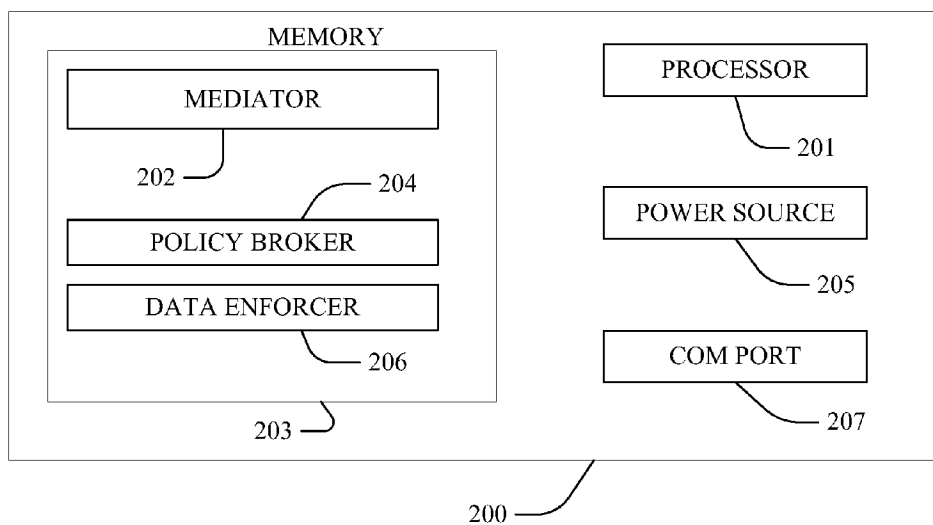 MEMORY
MEDIATOR
202
204
POLICY BROKER
DATA ENFORCER
206
203
PROCESSOR
201
POWER SOURCE
205
COM PORT
207
200